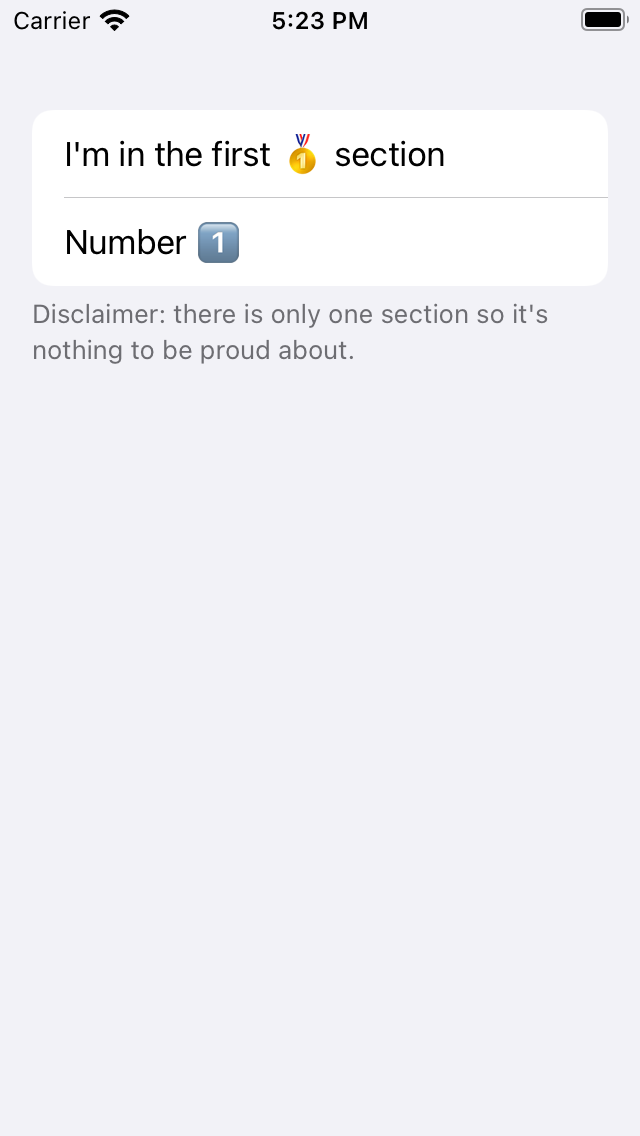 Carrier 5:23 PM
I'm in the first 🥇 section
Number 1️⃣
Disclaimer: there is only one section so it's
nothing to be proud about.